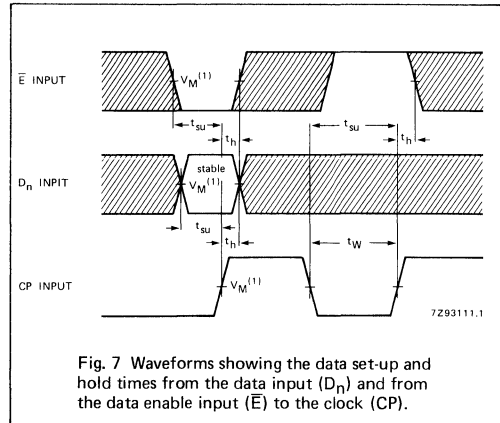 E̅ INPUT
V_M^(1)
t_su
t_h
t_su
t_h
stable
D_n INPIT
V_M^(1)
t_su
t_h
t_W
CP INPUT
V_M^(1)
7Z93111.1
Fig. 7 Waveforms showing the data set-up and
hold times from the data input (D_n) and from
the data enable input (E̅) to the clock (CP).